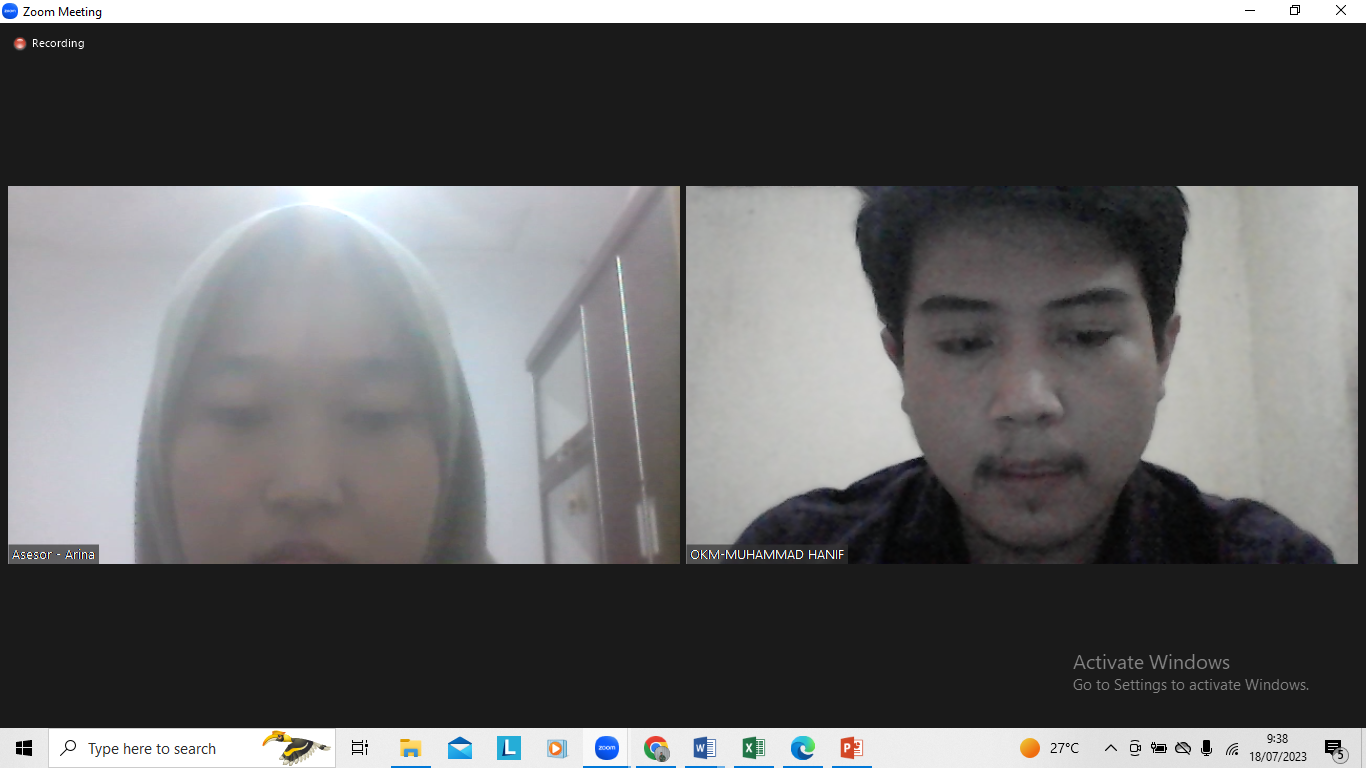 Zoom Meeting
Recording
Asesor - Arina
OKM-MUHAMMAD HANIF
Activate Windows
Go to Settings to activate Windows.
Type here to search
L
zoom
27°C
9:38
18/07/2023
5